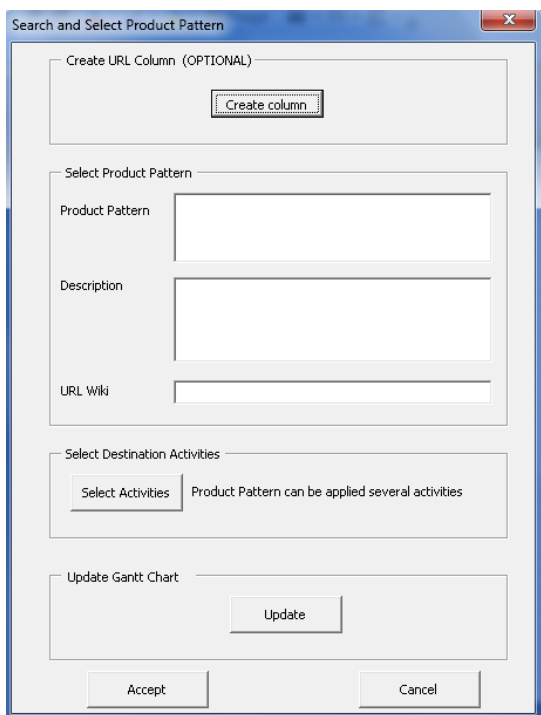 Search and Select Product Pattern
Create URL Column (OPTIONAL)
Create column
Select Product Pattern
Product Pattern
Description
URL Wiki
Select Destination Activities
Select Activities Product Pattern can be applied several activities
Update Gantt Chart
Update
Accept Cancel